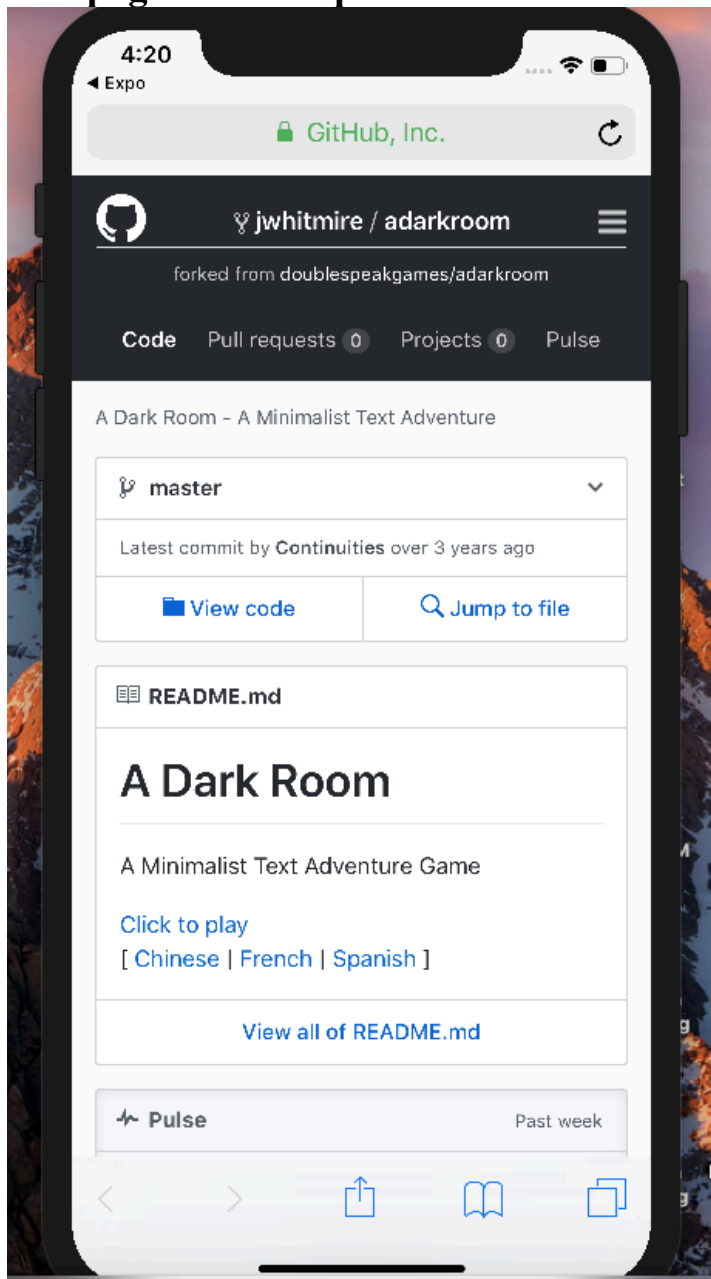 4:20
Expo
GitHub, Inc.
jwhitmire / adarkroom
forked from doublespeakgames/adarkroom
Code Pull requests 0 Projects 0 Pulse
A Dark Room - A Minimalist Text Adventure
master
Latest commit by Continuities over 3 years ago
View code Jump to file
README.md
A Dark Room
A Minimalist Text Adventure Game
Click to play
[ Chinese | French | Spanish ]
View all of README.md
Pulse Past week